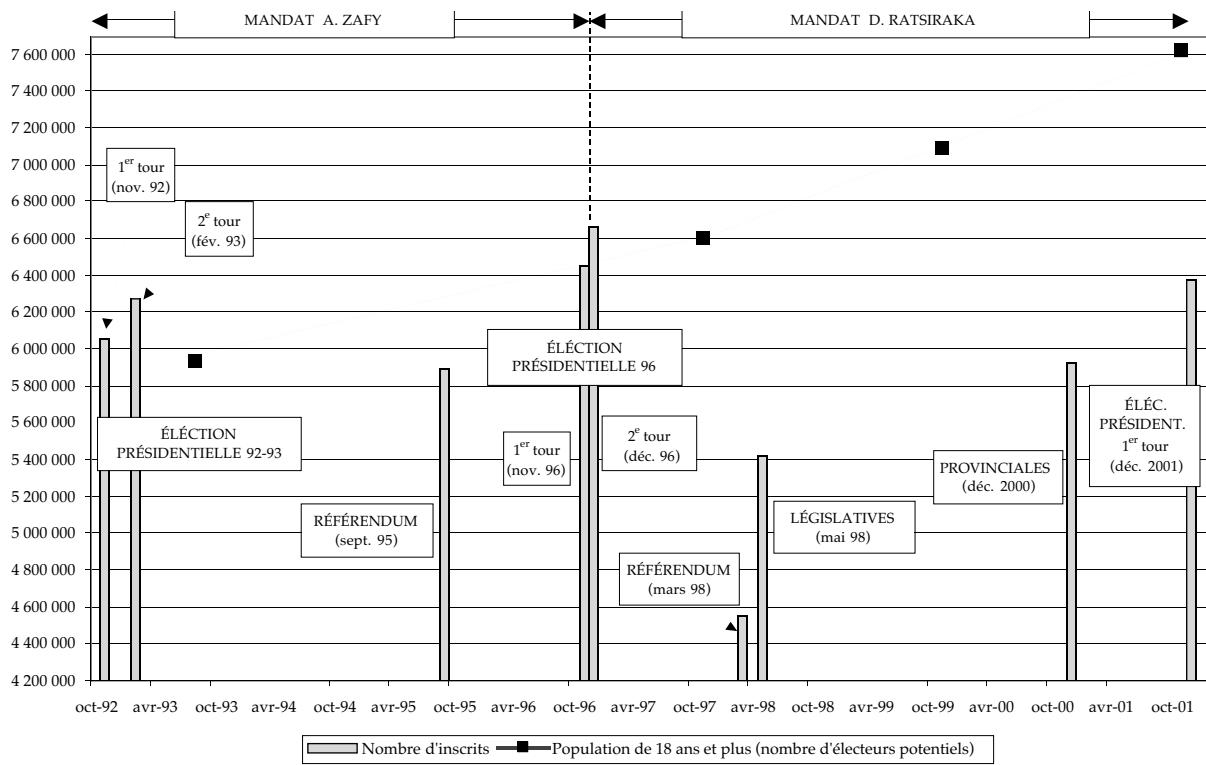 MANDAT A. ZAFY
MANDAT D. RATSIRAKA
7 600 000
7 400 000
7 200 000
7 000 000
6 800 000
6 600 000
6 400 000
6 200 000
6 000 000
5 800 000
5 600 000
5 400 000
5 200 000
5 000 000
4 800 000
4 600 000
4 400 000
4 200 000
1er tour
(nov. 92)
2e tour
(fév. 93)
ÉLÉCTION
PRÉSIDENTIELLE 92-93
RÉFÉRENDUM
(sept. 95)
ÉLÉCTION
PRÉSIDENTIELLE 96
1er tour
(nov. 96)
2e tour
(déc. 96)
RÉFÉRENDUM
(mars 98)
LÉGISLATIVES
(mai 98)
PROVINCIALES
(déc. 2000)
ÉLÉC.
PRÉSIDENT.
1er tour
(déc. 2001)
oct-92 avr-93 oct-93 avr-94 oct-94 avr-95 oct-95 avr-96 oct-96 avr-97 oct-97 avr-98 oct-98 avr-99 oct-99 avr-00 oct-00 avr-01 oct-01
Nombre d'inscrits
Population de 18 ans et plus (nombre d'électeurs potentiels)